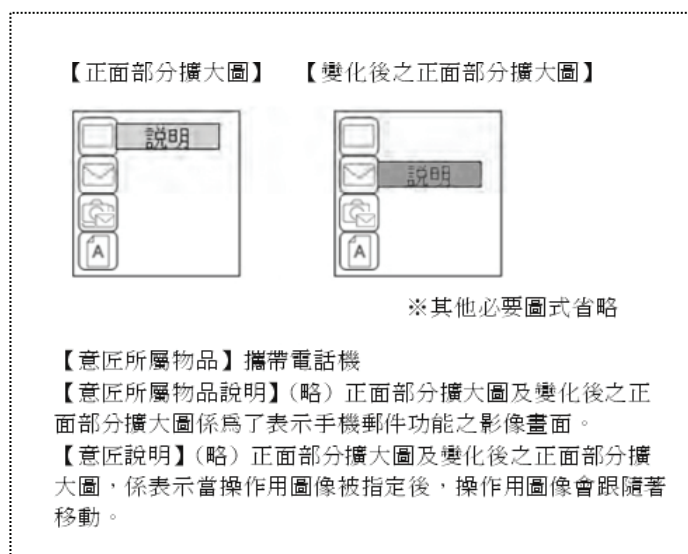 【正面部分擴大圖】 【變化後之正面部分擴大圖】
説明
説明
A
A
※其他必要圖式省略
【意匠所屬物品】攜帶電話機
【意匠所屬物品說明】(略)正面部分擴大圖及變化後之正
面部分擴大圖係爲了表示手機郵件功能之影像畫面。
【意匠說明】(略)正面部分擴大圖及變化後之正面部分擴
大圖，係表示當操作用圖像被指定後，操作用圖像會跟隨著
移動。